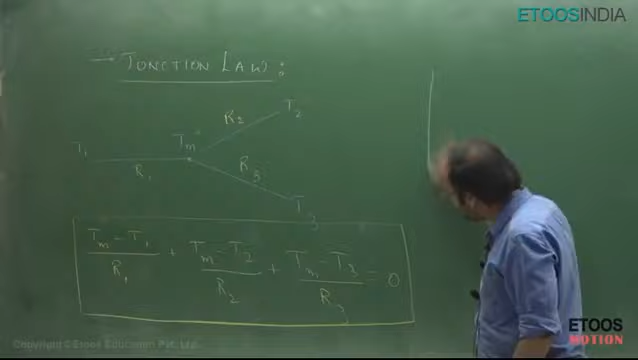 ETOOSINDIA
→ JONCTION LAW:
T₁ R₁ Tₘ R₂ T₂
R₃ T₃
(Tₘ - T₁)/R₁ + (Tₘ - T₂)/R₂ + (Tₘ - T₃)/R₃ = 0
Copyright © Etoos Education Pvt. Ltd.
ETOOS
MOTION